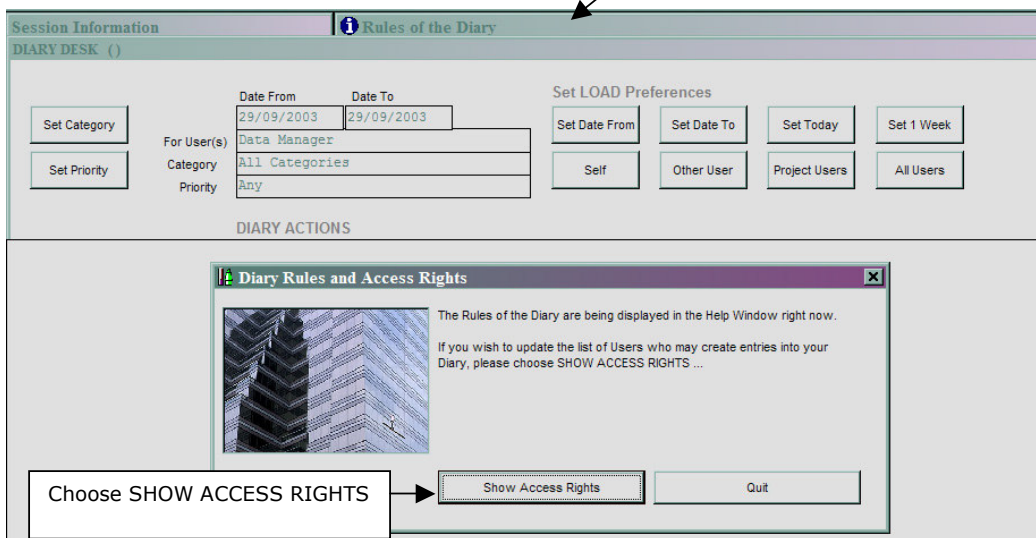 Session Information
Rules of the Diary
DIARY DESK ()
Date From Date To
Set LOAD Preferences
Set Category
29/09/2003 29/09/2003
Set Date From Set Date To Set Today Set 1 Week
For User(s) Data Manager
Set Priority
Category All Categories
Self Other User Project Users All Users
Priority Any
DIARY ACTIONS
Diary Rules and Access Rights
The Rules of the Diary are being displayed in the Help Window right now.
If you wish to update the list of Users who may create entries into your
Diary, please choose SHOW ACCESS RIGHTS ...
Choose SHOW ACCESS RIGHTS
Show Access Rights Quit